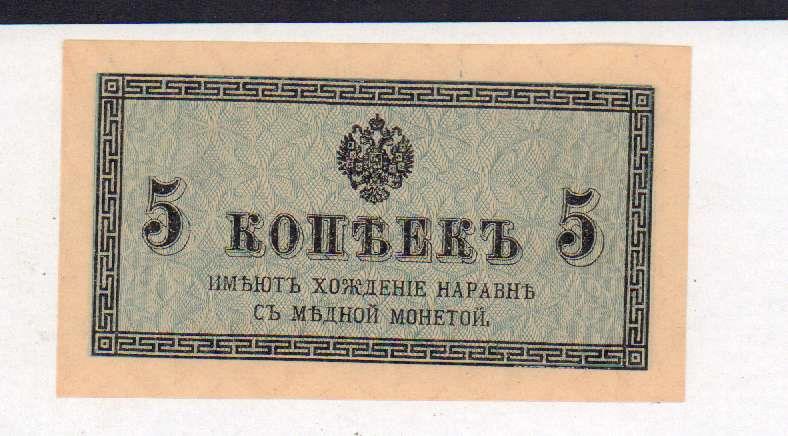 5 КОПѢЕКЪ 5
ИМѢЮТЪ ХОЖДЕНІЕ НАРАВНѢ
СЪ МѢДНОЙ МОНЕТОЙ.